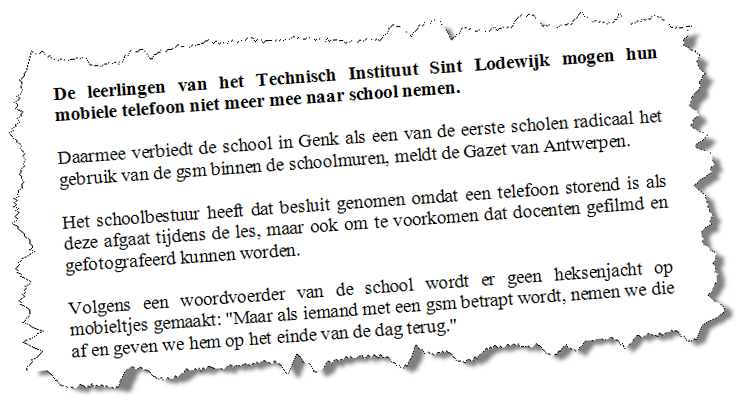 De leerlingen van het Technisch Instituut Sint Lodewijk mogen hun
mobiele telefoon niet meer mee naar school nemen.
Daarmee verbiedt de school in Genk als een van de eerste scholen radicaal het
gebruik van de gsm binnen de schoolmuren, meldt de Gazet van Antwerpen.
Het schoolbestuur heeft dat besluit genomen omdat een telefoon storend is als
deze afgaat tijdens de les, maar ook om te voorkomen dat docenten gefilmd en
gefotografeerd kunnen worden.
Volgens een woordvoerder van de school wordt er geen heksenjacht op
mobieltjes gemaakt: "Maar als iemand met een gsm betrapt wordt, nemen we die
af en geven we hem op het einde van de dag terug."